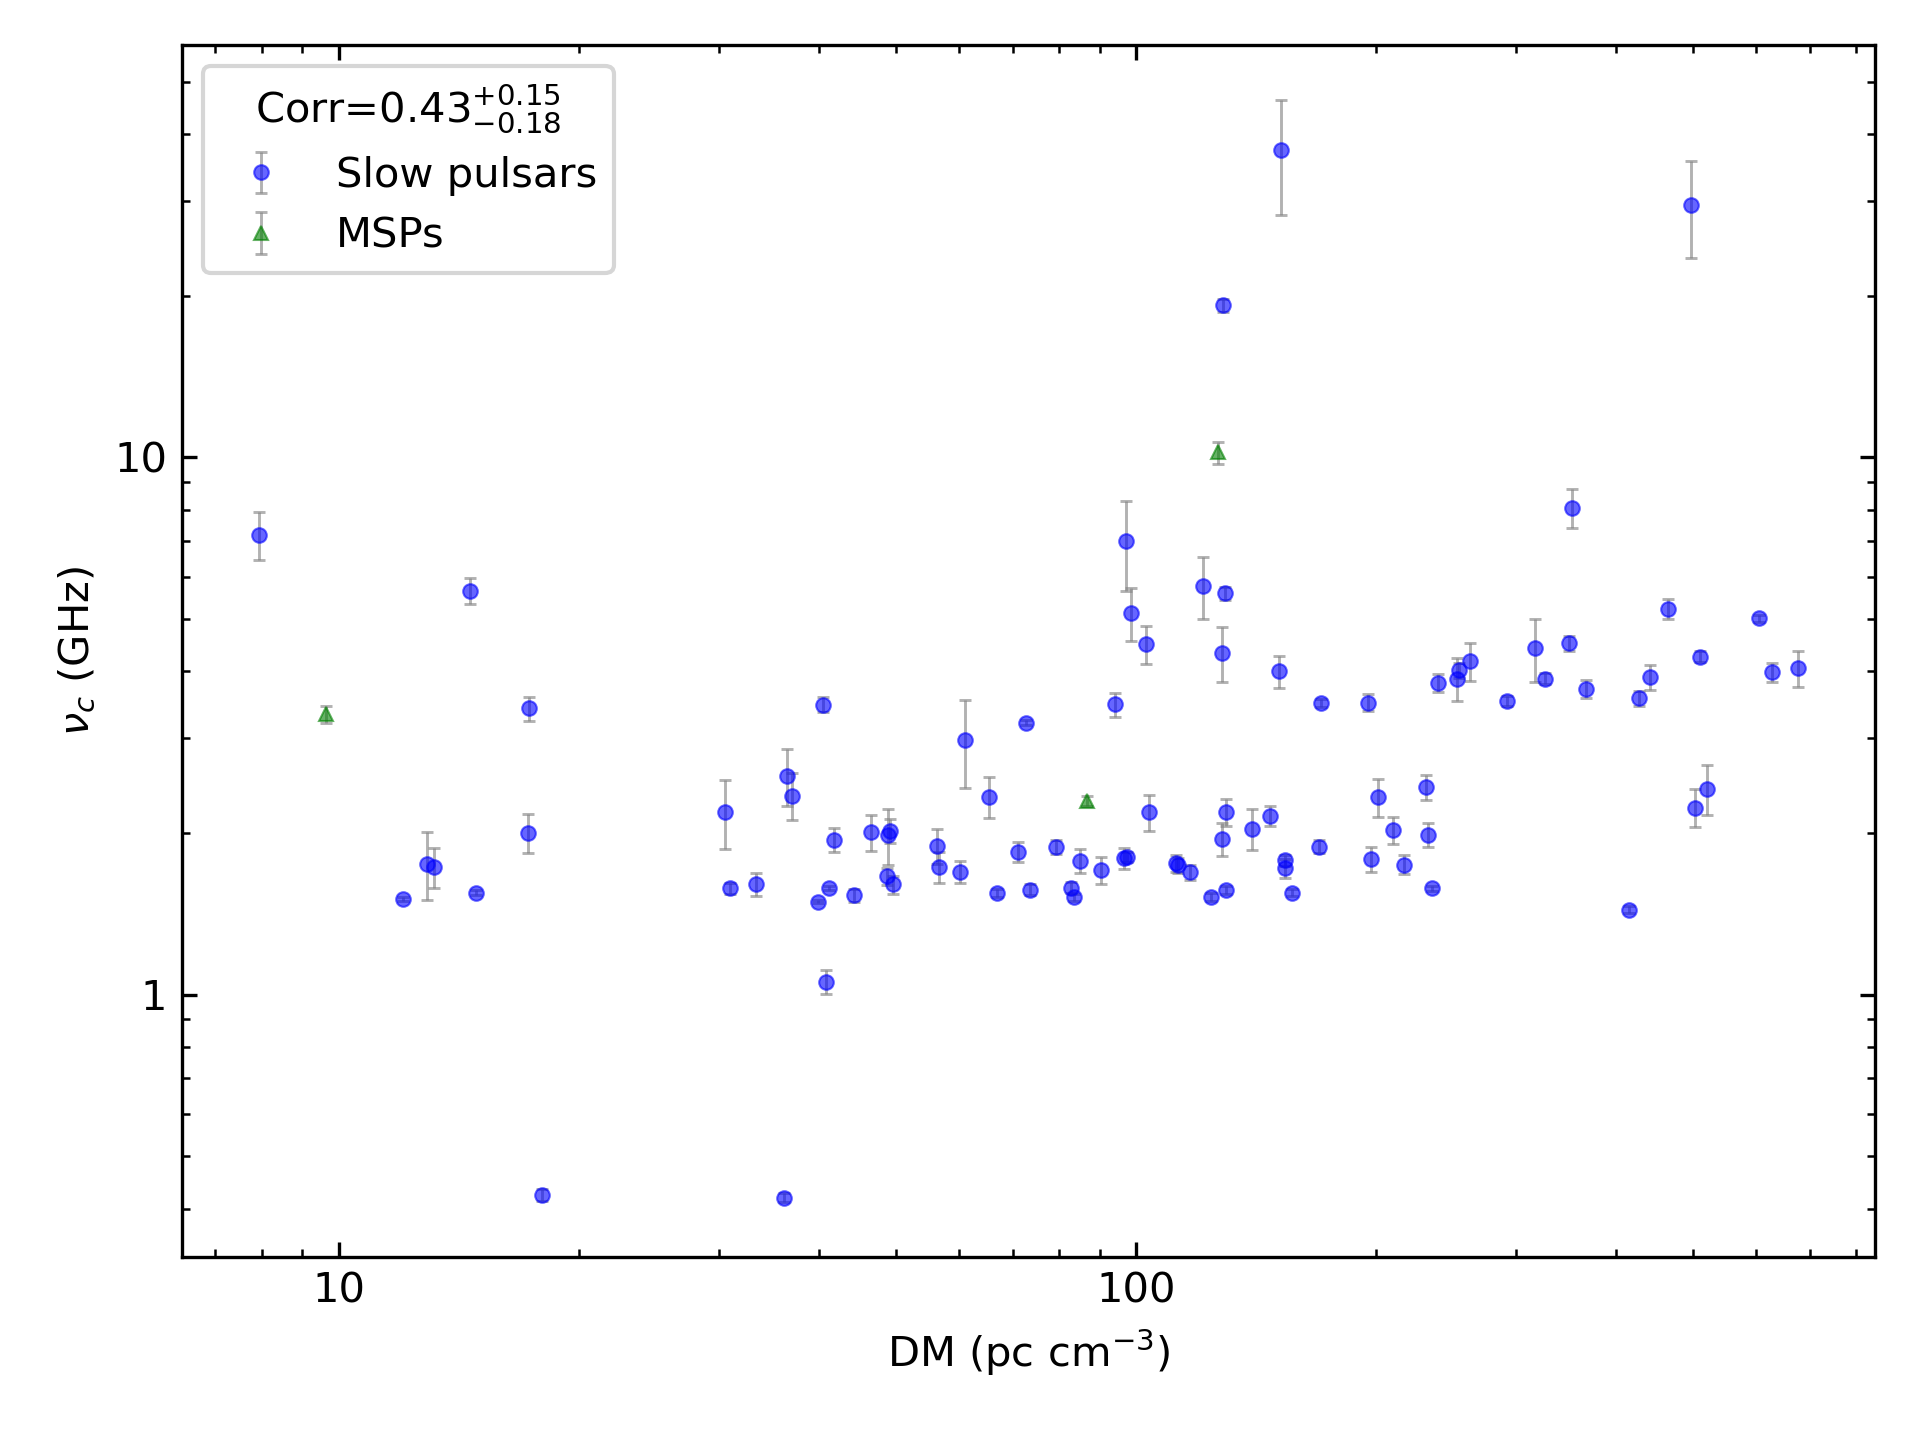 Corr=0.43^{+0.15}_{-0.18}
Slow pulsars
MSPs
10
1
ν_c (GHz)
10 100
DM (pc cm^{-3})